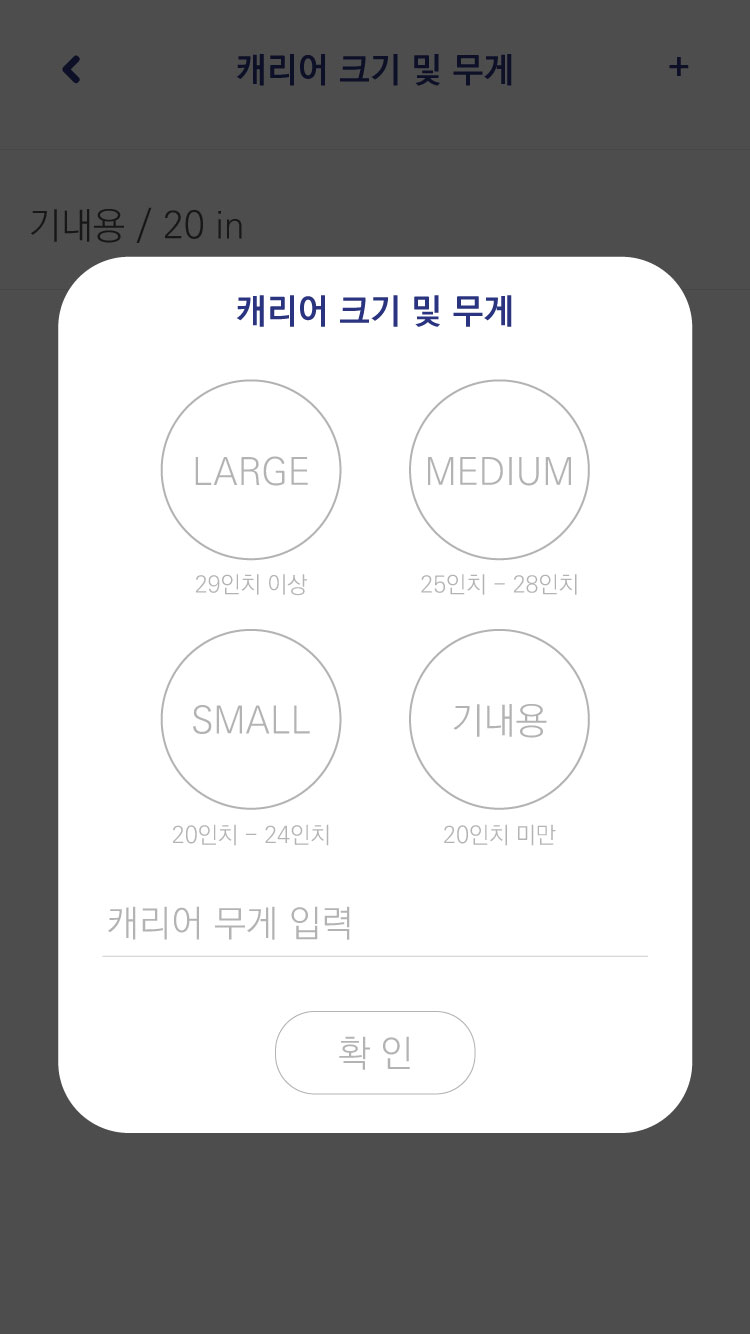 캐리어 크기 및 무게 +
기내용 / 20 in
캐리어 크기 및 무게
LARGE MEDIUM
29인치 이상 25인치 - 28인치
SMALL 기내용
20인치 - 24인치 20인치 미만
캐리어 무게 입력
확 인